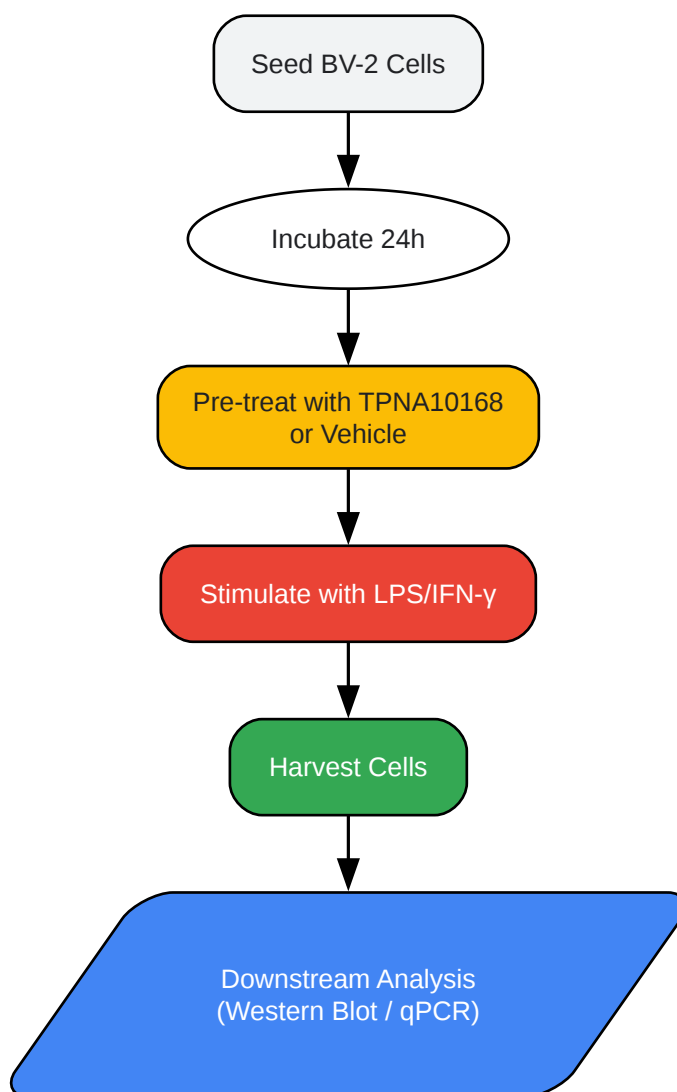 Seed BV-2 Cells
Incubate 24h
Pre-treat with TPNA10168
or Vehicle
Stimulate with LPS/IFN-γ
Harvest Cells
Downstream Analysis
(Western Blot / qPCR)